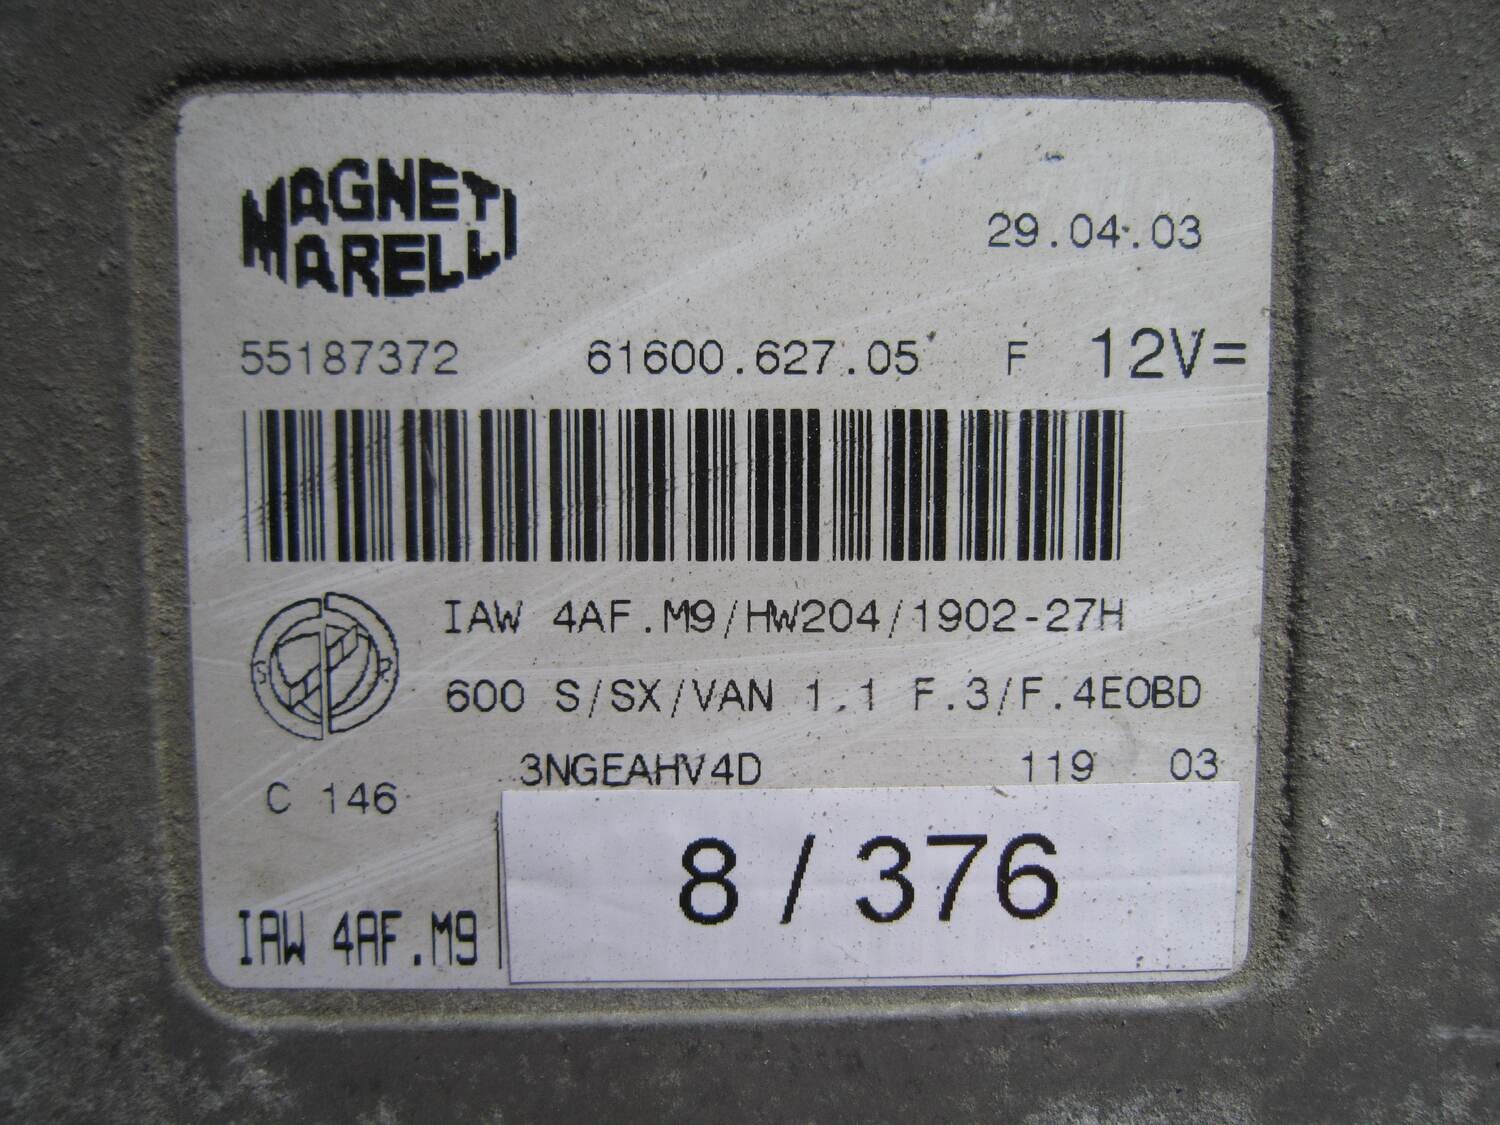 MAGNETI
MARELLI
29.04.03
55187372 61600.627.05 F 12V=
IAW 4AF.M9/HW204/1902-27H
S R
600 S/SX/VAN 1.1 F.3/F.4EOBD
3NGEAHV4D 119 03
C 146
8/376
IAW 4AF.M9